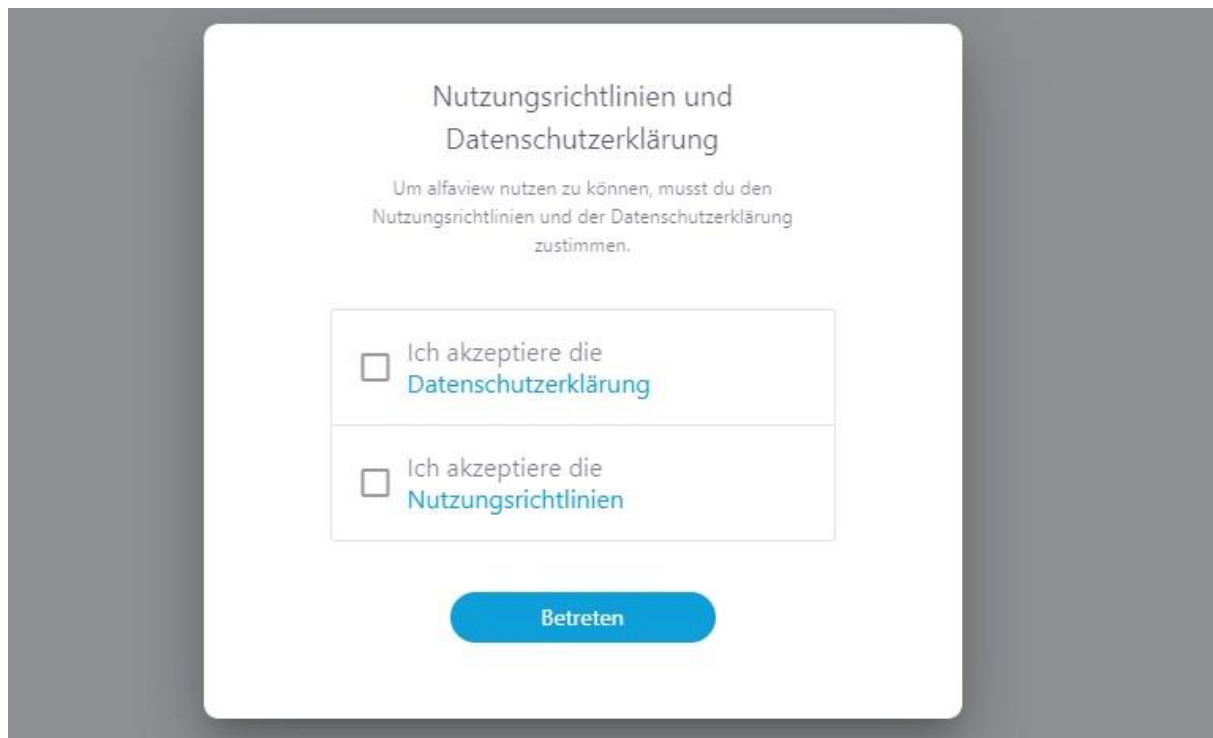 Nutzungsrichtlinien und
Datenschutzerklärung
Um alfaview nutzen zu können, musst du den
Nutzungsrichtlinien und der Datenschutzerklärung
zustimmen.
Ich akzeptiere die
Datenschutzerklärung
Ich akzeptiere die
Nutzungsrichtlinien
Betreten